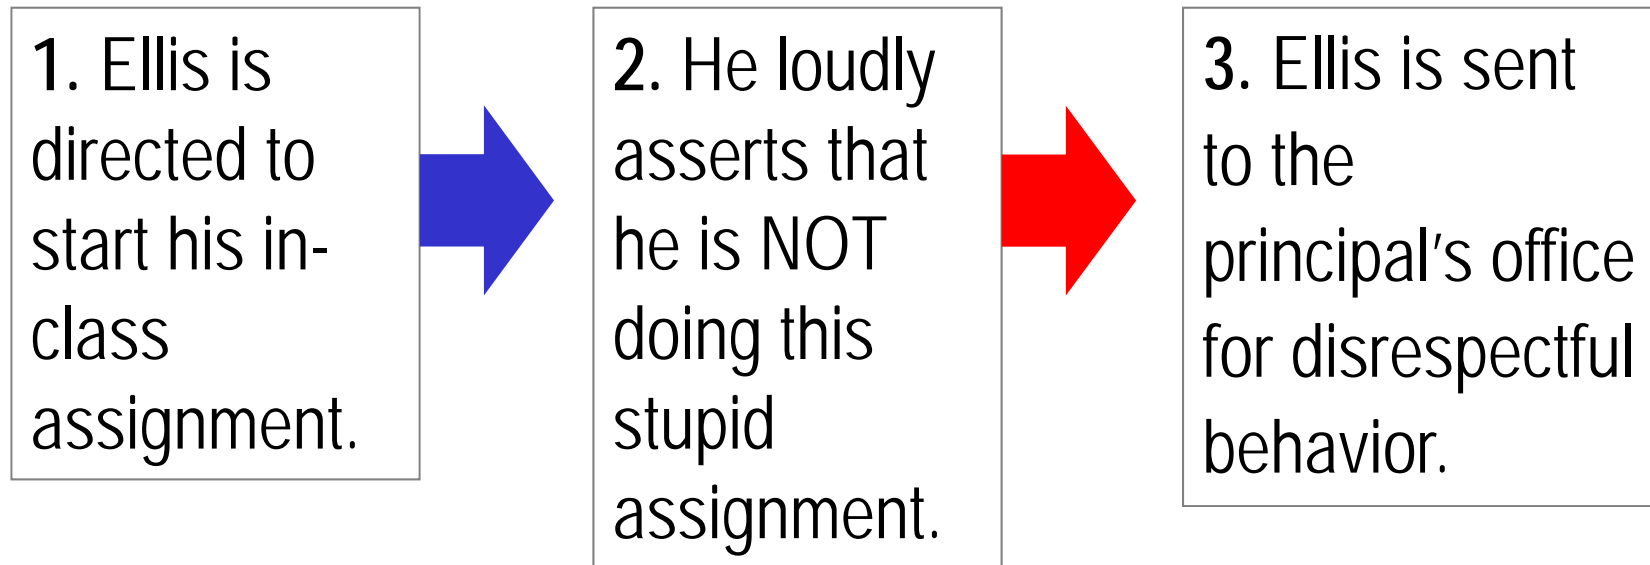 1. Ellis is
directed to
start his in-
class
assignment.
2. He loudly
asserts that
he is NOT
doing this
stupid
assignment.
3. Ellis is sent
to the
principal's office
for disrespectful
behavior.